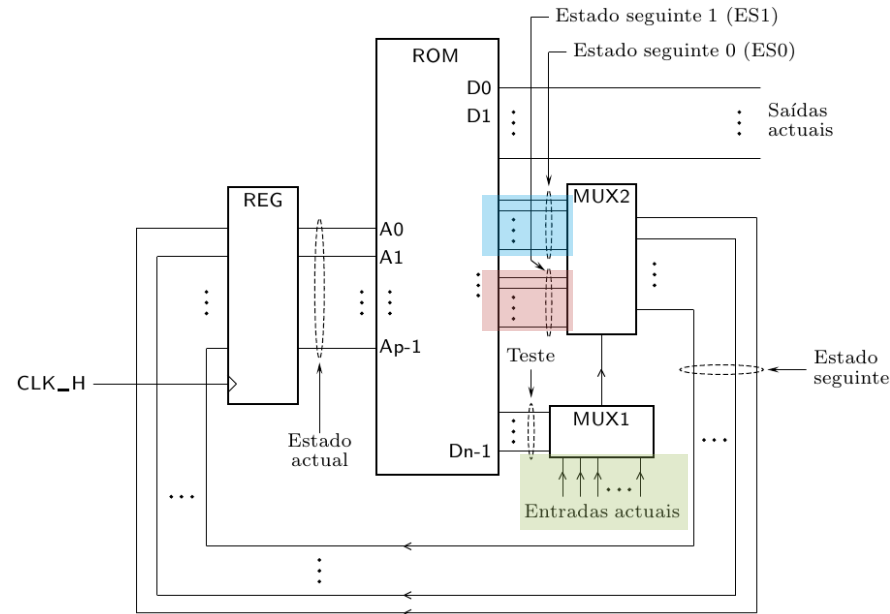 Estado seguinte 1 (ES1)
Estado seguinte 0 (ES0)
ROM
D0
D1
Saídas
actuais
REG
MUX2
A0
A1
Ap-1
Teste
Estado
seguinte
CLK_H
MUX1
Estado
actual
Dn-1
Entradas actuais